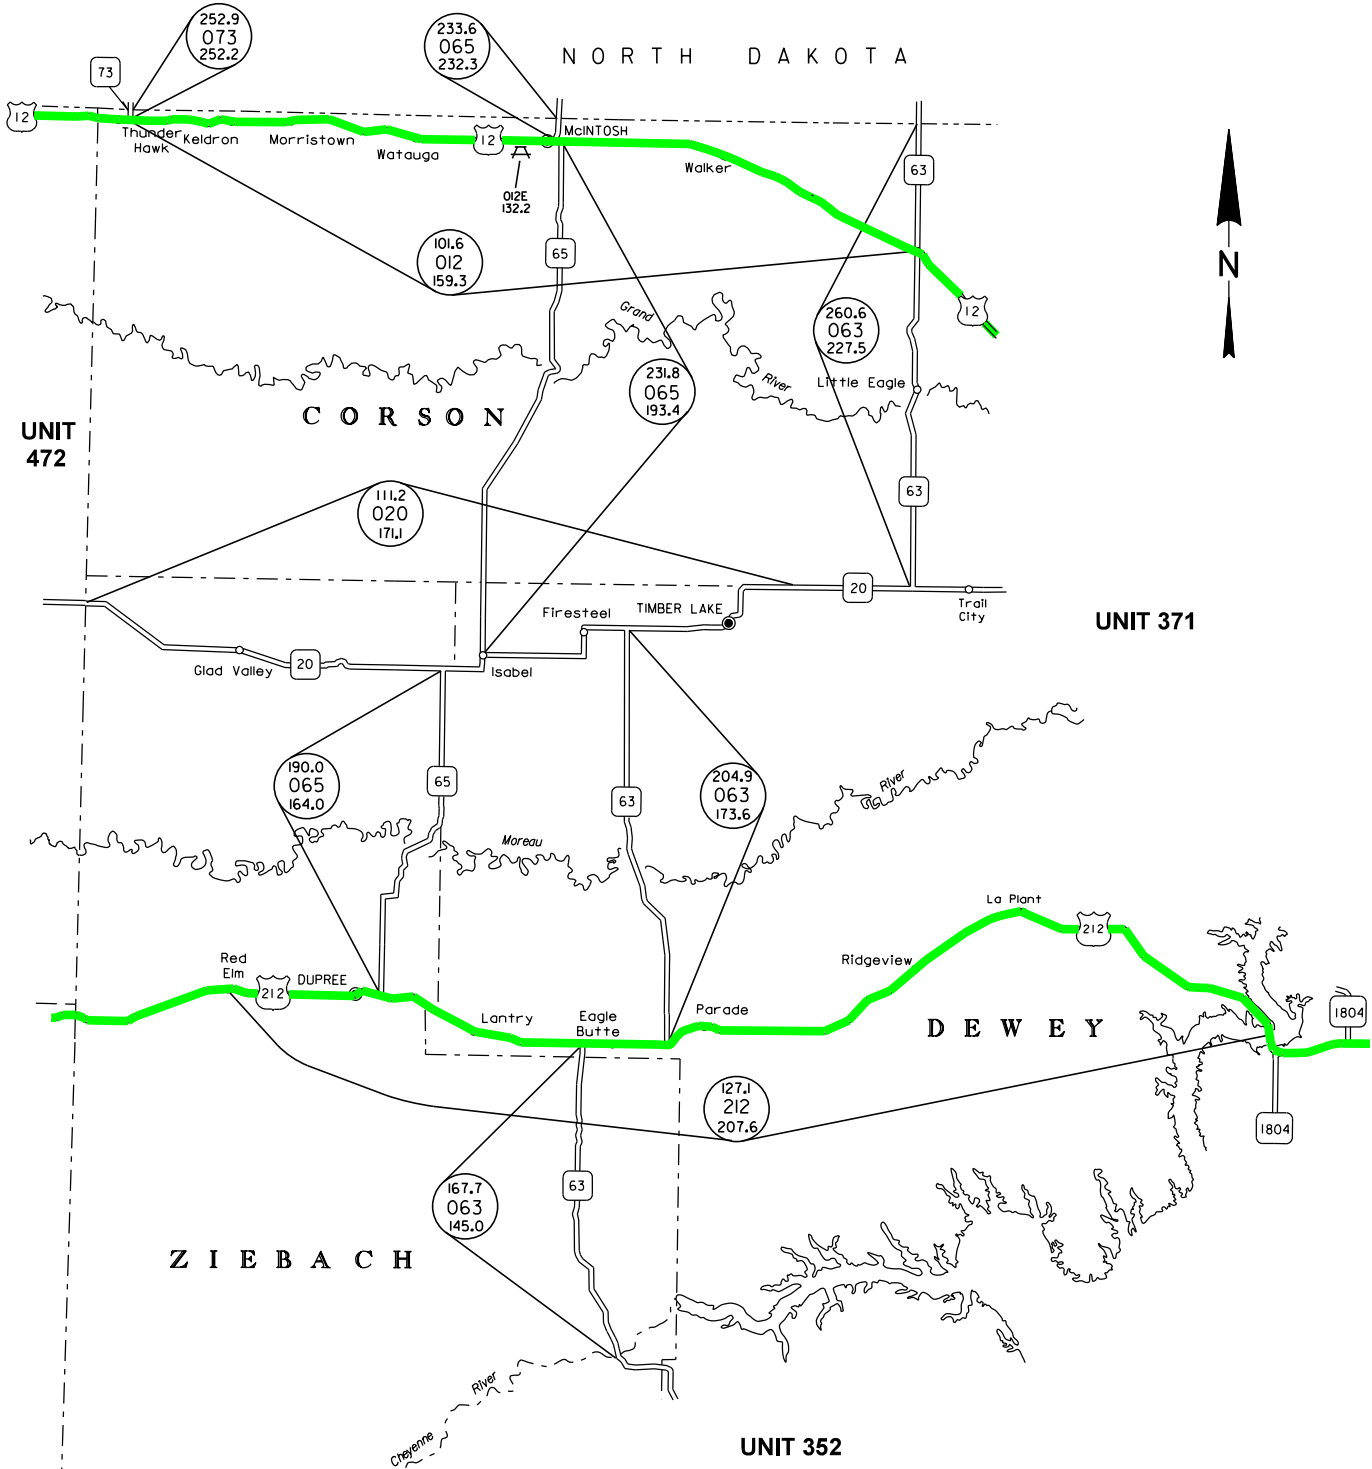 252.9
073
252.2
233.6
065
232.3
NORTH DAKOTA
73
12
Thunder
Hawk
Keldron
Morristown
Watauga
12
McINTOSH
Walker
63
012E
132.2
101.6
012
159.3
65
N
12
260.6
063
227.5
Grand
River
Little Eagle
231.8
065
193.4
CORSON
UNIT
472
63
111.2
020
171.1
20
Trail
City
Firesteel
TIMBER LAKE
UNIT 371
Glad Valley
20
Isabel
190.0
065
164.0
65
63
204.9
063
173.6
River
Moreau
La Plant
212
Ridgeview
Red
Elm
212
DUPREE
Lantry
Eagle
Butte
Parade
DEWEY
1804
127.1
212
207.6
1804
167.7
063
145.0
63
ZIEBACH
River
Cheyenne
UNIT 352